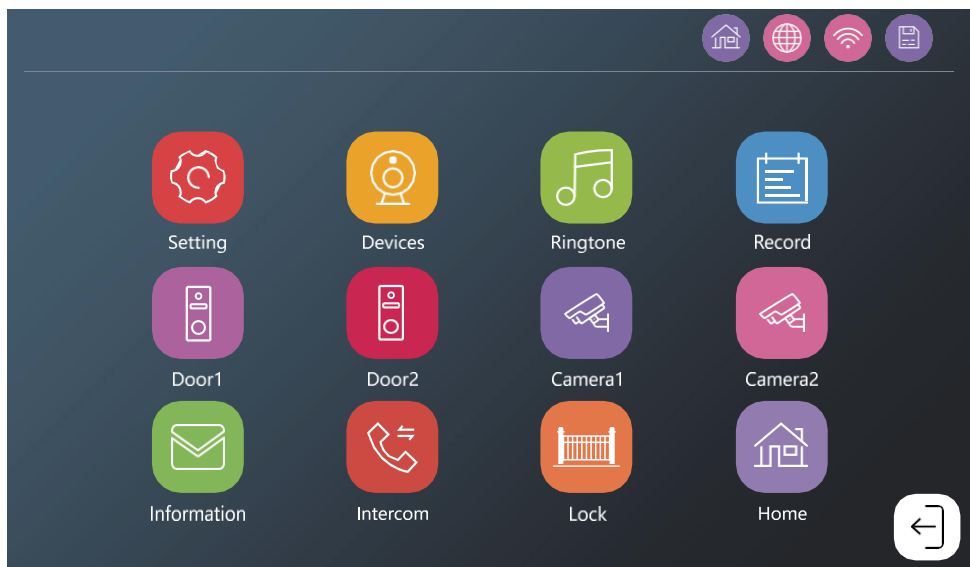 Setting
Devices
Ringtone
Record
Door1
Door2
Camera1
Camera2
Information
Intercom
Lock
Home